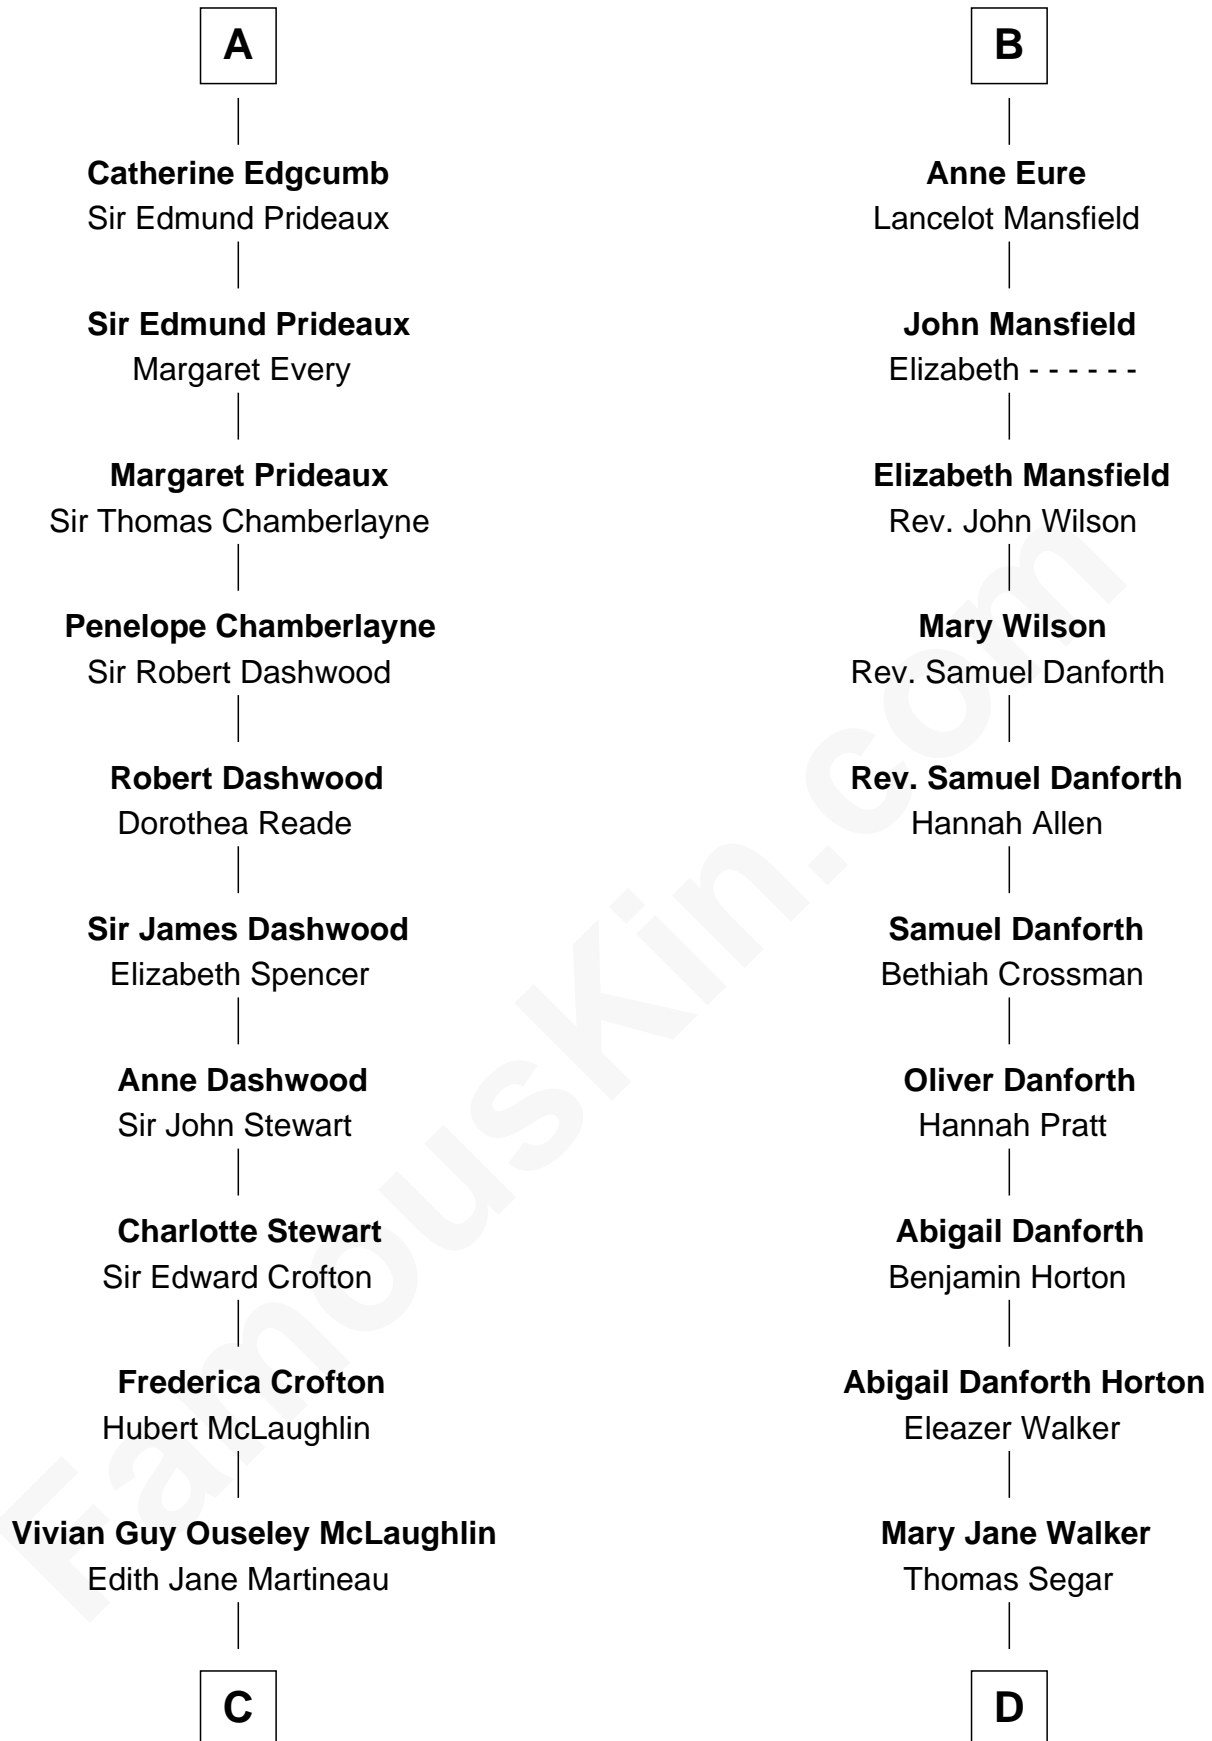 A
Catherine Edgcumb
Sir Edmund Prideaux
Sir Edmund Prideaux
Margaret Every
Margaret Prideaux
Sir Thomas Chamberlayne
Penelope Chamberlayne
Sir Robert Dashwood
Robert Dashwood
Dorothea Reade
Sir James Dashwood
Elizabeth Spencer
Anne Dashwood
Sir John Stewart
Charlotte Stewart
Sir Edward Crofton
Frederica Crofton
Hubert McLaughlin
Vivian Guy Ouseley McLaughlin
Edith Jane Martineau
C
B
Anne Eure
Lancelot Mansfield
John Mansfield
Elizabeth - - - - - -
Elizabeth Mansfield
Rev. John Wilson
Mary Wilson
Rev. Samuel Danforth
Rev. Samuel Danforth
Hannah Allen
Samuel Danforth
Bethiah Crossman
Oliver Danforth
Hannah Pratt
Abigail Danforth
Benjamin Horton
Abigail Danforth Horton
Eleazer Walker
Mary Jane Walker
Thomas Segar
D
FamousKin.com